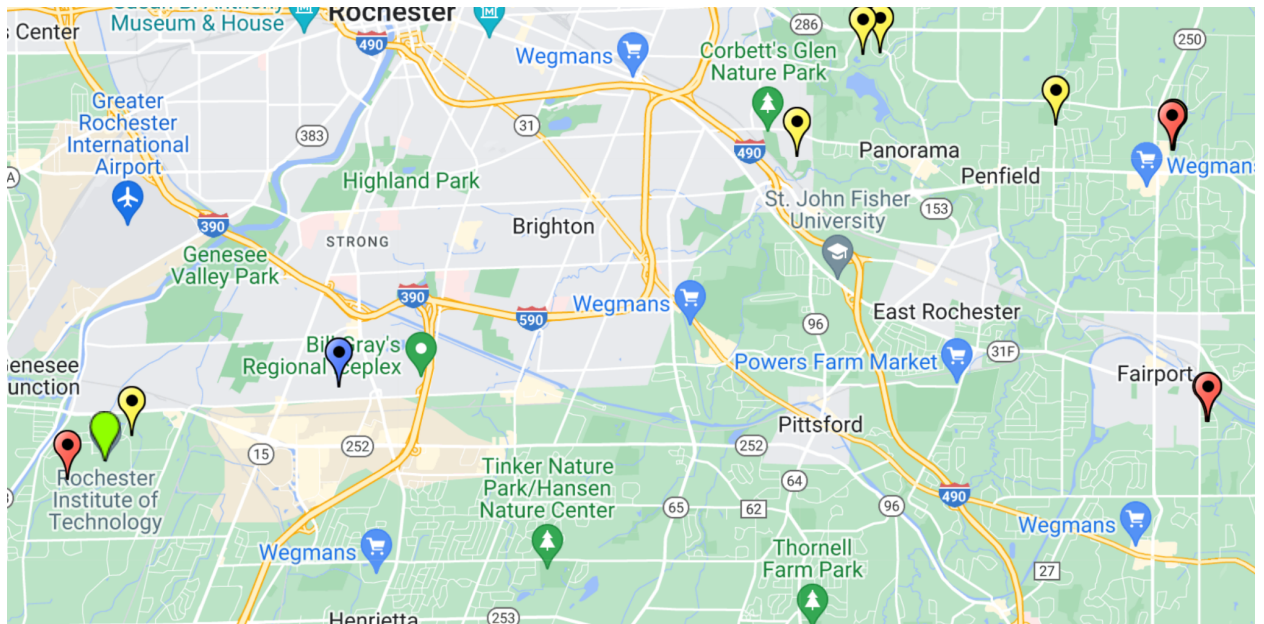 Rochester
Museum & House
s Center
490
Wegmans
286
Corbett's Glen
Nature Park
250
Greater
Rochester
International
Airport
383
31
490
Panorama
Wegmans
A
Highland Park
Penfield
St. John Fisher
University
153
390
Brighton
STRONG
Genesee
Valley Park
390
590
Wegmans
96
East Rochester
Regional
31F
Powers Farm Market
Fairport
enesee
unction
Pittsford
252
15
252
Rochester
Institute of
Technology
Tinker Nature
Park/Hansen
Nature Center
64
490
65
62
96
Wegmans
Wegmans
Thornell
Farm Park
27
Henrietta
253